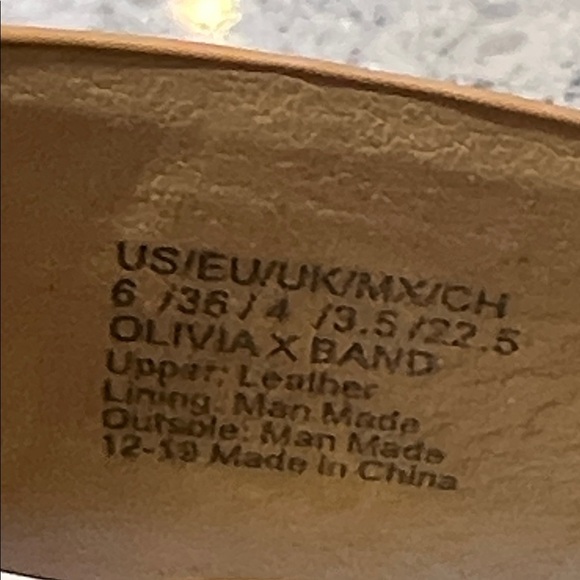 US/EU/UK/MX/CH
6 /36 / 4 /3.5 /22.5
OLIVIA X BAND
Upper: Leather
Lining: Man Made
Outsole: Man Made
12-19 Made in China